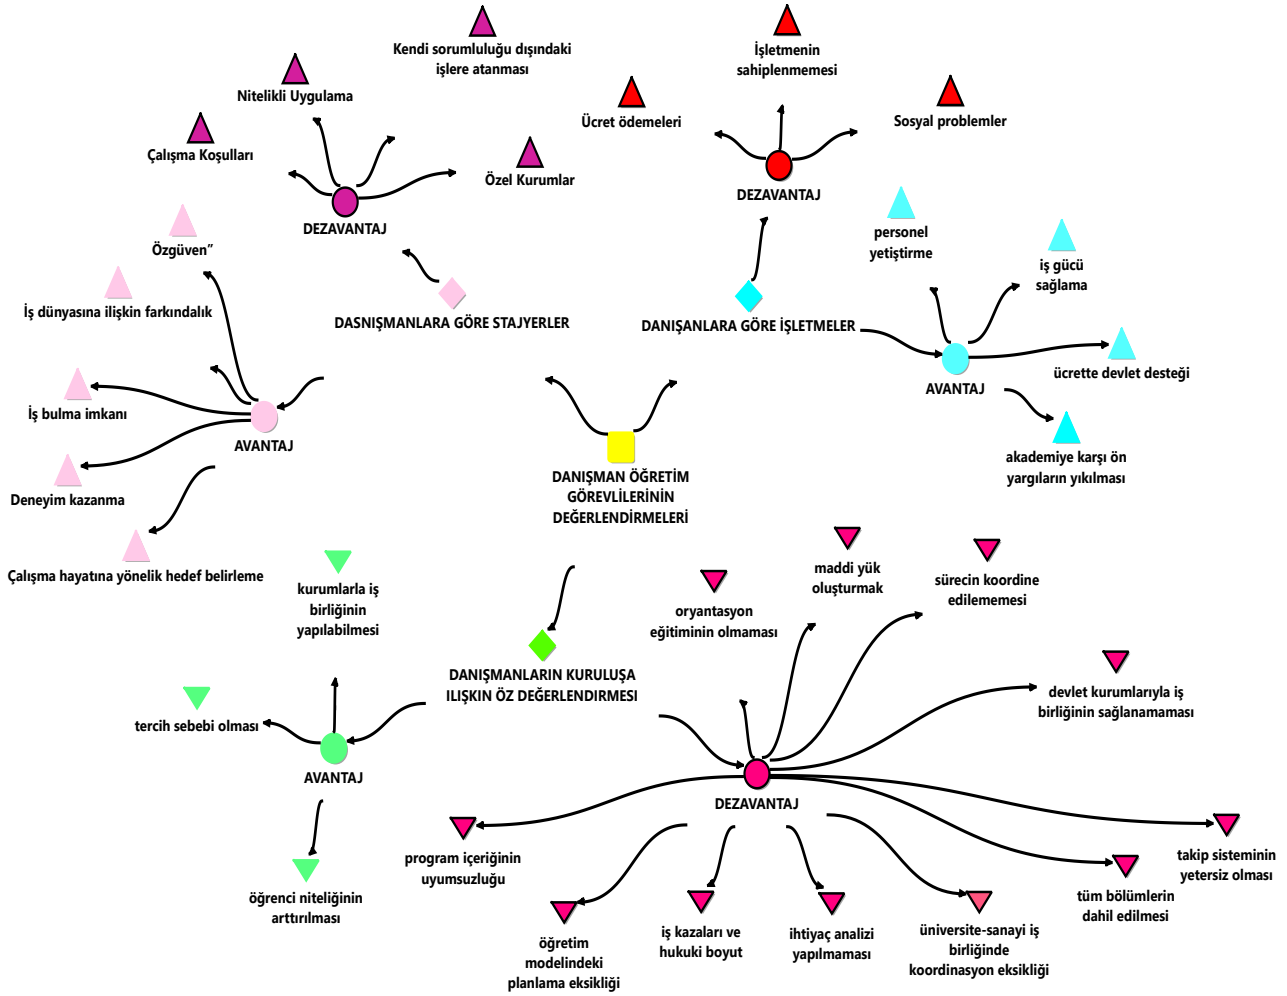 Kendi sorumluluğu dışındaki
işlere atanması
Nitelikli Uygulama
Çalışma Koşulları
Özel Kurumlar
DEZAVANTAJ
İşletmenin
sahiplenmemesi
Ücret ödemeleri
Sosyal problemler
DEZAVANTAJ
Özgüven”
İş dünyasına ilişkin farkındalık
İş bulma imkanı
Deneyim kazanma
Çalışma hayatına yönelik hedef belirleme
AVANTAJ
DASNIŞMANLARA GÖRE STAJYERLER
DANIŞANLARA GÖRE İŞLETMELER
personel
yetiştirme
iş gücü
sağlama
ücrette devlet desteği
AVANTAJ
akademiye karşı ön
yargıların yıkılması
DANIŞMAN ÖĞRETİM
GÖREVLİLERİNİN
DEĞERLENDİRMELERİ
kurumlarla iş
birliğinin
yapılabilmesi
tercih sebebi olması
AVANTAJ
öğrenci niteliğinin
arttırılması
DANIŞMANLARIN KURULUŞA
ILIŞKIN ÖZ DEĞERLENDIRMESI
oryantasyon
eğitiminin olmaması
maddi yük
oluşturmak
sürecin koordine
edilememesi
devlet kurumlarıyla iş
birliğinin sağlanamaması
DEZAVANTAJ
program içeriğinin
uyumsuzluğu
öğretim
modelindeki
planlama eksikliği
iş kazaları ve
hukuki boyut
ihtiyaç analizi
yapılmaması
üniversite-sanayi iş
birliğinde
koordinasyon eksikliği
tüm bölümlerin
dahil edilmesi
takip sisteminin
yetersiz olması